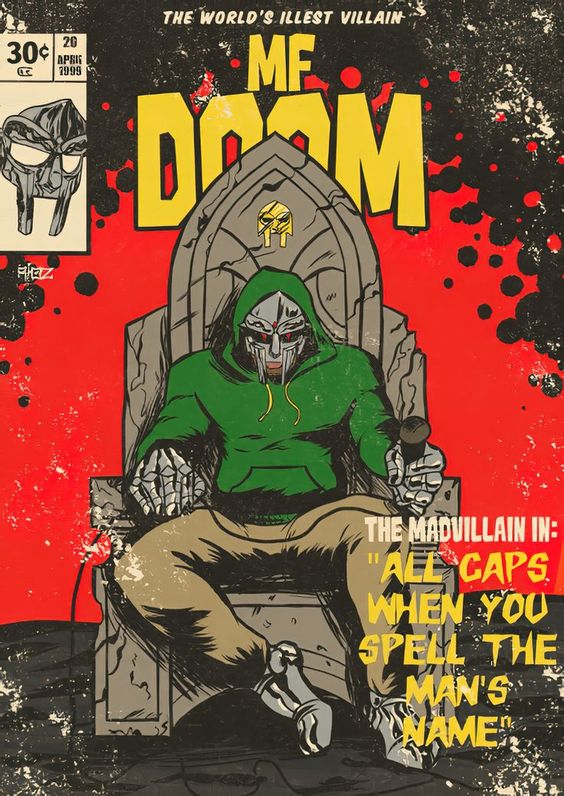 THE WORLD'S ILLEST VILLAIN
30¢
20
APRIL
1999
MF
DOOM
THE MADVILLAIN IN:
"ALL CAPS
WHEN YOU
SPELL THE
MAN'S
NAME"